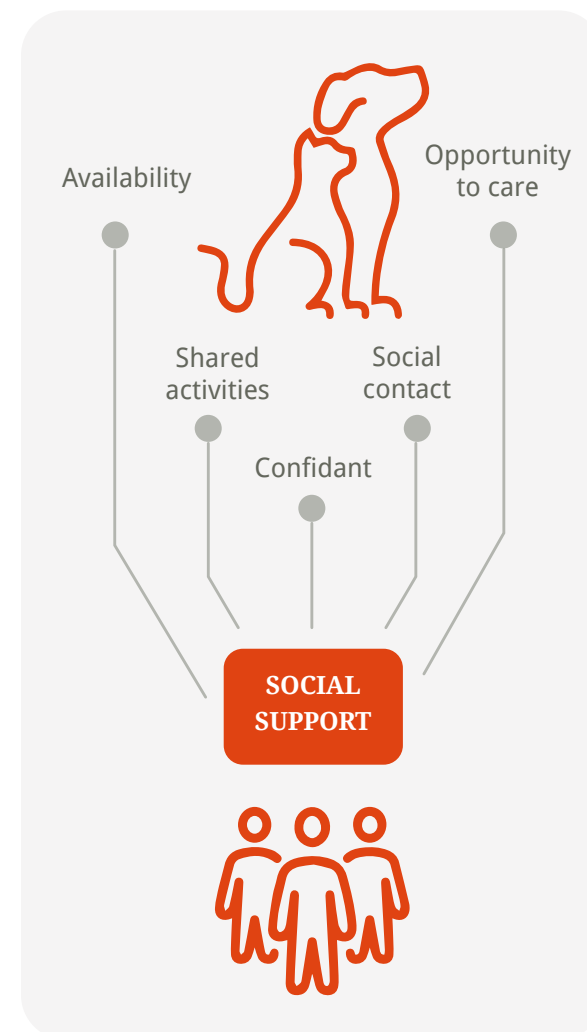 Availability
Opportunity
to care
Shared
activities
Social
contact
Confidant
SOCIAL
SUPPORT